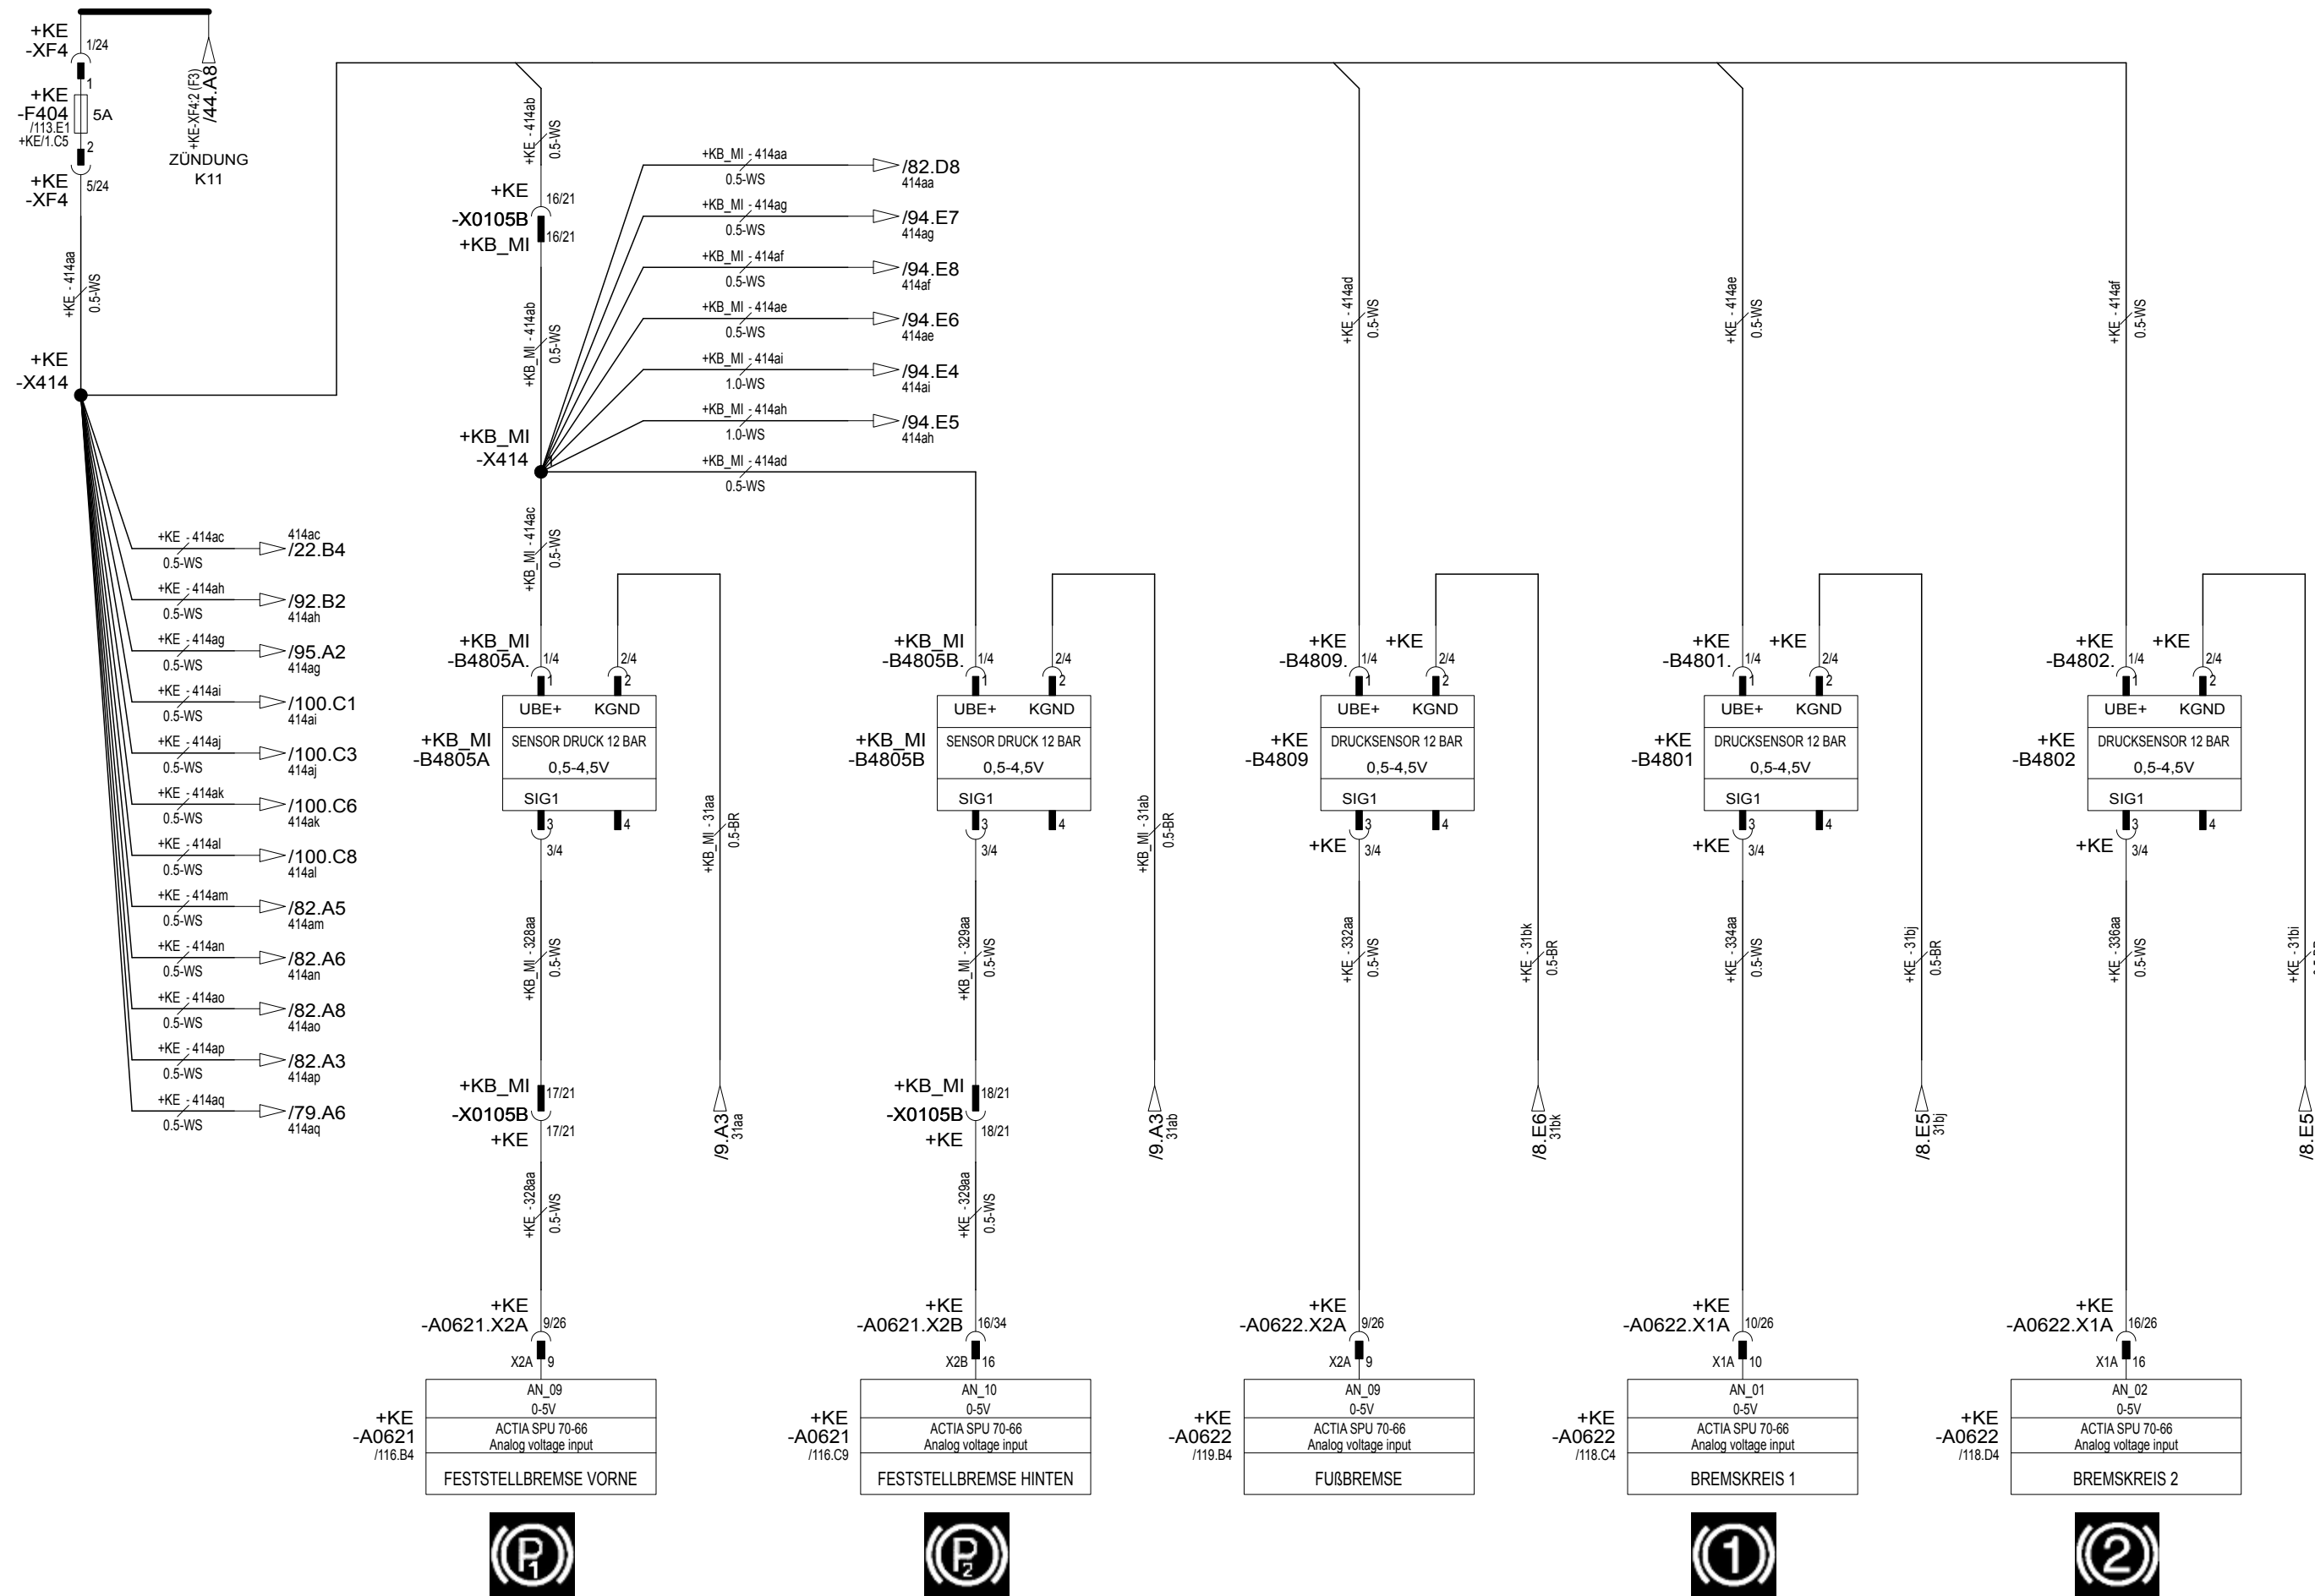 +KE
-XF4
1/24
1
+KE
-F404
/113.E1
+KE/1.C5
5A
2
+KE
-XF4
5/24
+KE-XF4:2 (F3)
/44.A8
ZÜNDUNG
K11
+KE - 414aa
0.5-WS
+KE
-X414
+KE - 414ac
0.5-WS
414ac
/22.B4
+KE - 414ah
0.5-WS
/92.B2
414ah
+KE - 414ag
0.5-WS
/95.A2
414ag
+KE - 414ai
0.5-WS
/100.C1
414ai
+KE - 414aj
0.5-WS
/100.C3
414aj
+KE - 414ak
0.5-WS
/100.C6
414ak
+KE - 414al
0.5-WS
/100.C8
414al
+KE - 414am
0.5-WS
/82.A5
414am
+KE - 414an
0.5-WS
/82.A6
414an
+KE - 414ao
0.5-WS
/82.A8
414ao
+KE - 414ap
0.5-WS
/82.A3
414ap
+KE - 414aq
0.5-WS
/79.A6
414aq
+KE - 414ab
0.5-WS
+KE
16/21
-X0105B
+KB_MI
16/21
+KB_MI - 414ab
0.5-WS
+KB_MI
-X414
+KB_MI - 414aa
0.5-WS
/82.D8
414aa
+KB_MI - 414ag
0.5-WS
/94.E7
414ag
+KB_MI - 414af
0.5-WS
/94.E8
414af
+KB_MI - 414ae
0.5-WS
/94.E6
414ae
+KB_MI - 414ai
1.0-WS
/94.E4
414ai
+KB_MI - 414ah
1.0-WS
/94.E5
414ah
+KB_MI - 414ad
0.5-WS
+KB_MI - 414ac
0.5-WS
+KB_MI
-B4805A.
1/4
2/4
1
2
UBE+ KGND
+KB_MI
-B4805A
SENSOR DRUCK 12 BAR
0,5-4,5V
SIG1
3
4
3/4
+KB_MI - 31aa
0.5-BR
/9.A3
31aa
+KB_MI - 328aa
0.5-WS
+KB_MI
17/21
-X0105B
+KE
17/21
+KE - 328aa
0.5-WS
+KE
-A0621.X2A
9/26
X2A 9
AN_09
0-5V
+KE
-A0621
/116.B4
ACTIA SPU 70-66
Analog voltage input
FESTSTELLBREMSE VORNE
P1
+KB_MI
-B4805B.
1/4
2/4
1
2
UBE+ KGND
+KB_MI
-B4805B
SENSOR DRUCK 12 BAR
0,5-4,5V
SIG1
3
4
3/4
+KB_MI - 31ab
0.5-BR
/9.A3
31ab
+KB_MI - 329aa
0.5-WS
+KB_MI
18/21
-X0105B
+KE
18/21
+KE - 329aa
0.5-WS
+KE
-A0621.X2B
16/34
X2B 16
AN_10
0-5V
+KE
-A0621
/116.C9
ACTIA SPU 70-66
Analog voltage input
FESTSTELLBREMSE HINTEN
P2
+KE - 414ad
0.5-WS
+KE
-B4809.
1/4
+KE
2/4
1
2
UBE+ KGND
+KE
-B4809
DRUCKSENSOR 12 BAR
0,5-4,5V
SIG1
3
4
+KE 3/4
+KE - 31bk
0.5-BR
/8.E6
31bk
+KE - 332aa
0.5-WS
+KE
-A0622.X2A
9/26
X2A 9
AN_09
0-5V
+KE
-A0622
/119.B4
ACTIA SPU 70-66
Analog voltage input
FUßBREMSE
+KE - 414ae
0.5-WS
+KE
-B4801.
1/4
+KE
2/4
1
2
UBE+ KGND
+KE
-B4801
DRUCKSENSOR 12 BAR
0,5-4,5V
SIG1
3
4
+KE 3/4
+KE - 31bj
0.5-BR
/8.E5
31bj
+KE - 334aa
0.5-WS
+KE
-A0622.X1A
10/26
X1A 10
AN_01
0-5V
+KE
-A0622
/118.C4
ACTIA SPU 70-66
Analog voltage input
BREMSKREIS 1
1
+KE - 414af
0.5-WS
+KE
-B4802.
1/4
+KE
2/4
1
2
UBE+ KGND
+KE
-B4802
DRUCKSENSOR 12 BAR
0,5-4,5V
SIG1
3
4
+KE 3/4
+KE - 31bi
/8.E5
+KE - 336aa
0.5-WS
+KE
-A0622.X1A
16/26
X1A 16
AN_02
0-5V
+KE
-A0622
/118.D4
ACTIA SPU 70-66
Analog voltage input
BREMSKREIS 2
2